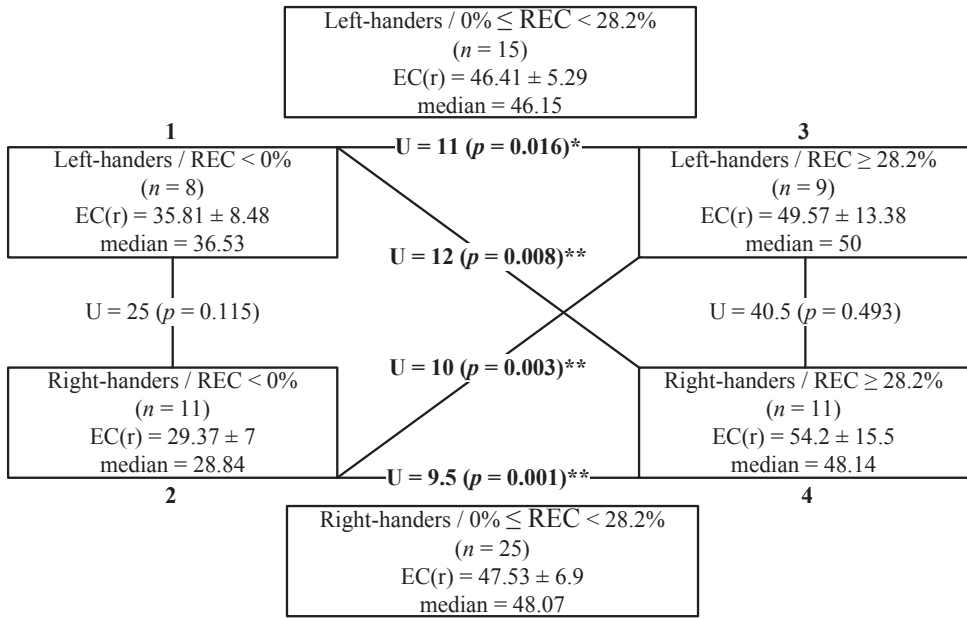 Left-handers / 0% ≤ REC < 28.2%
(n = 15)
EC(r) = 46.41 ± 5.29
median = 46.15
1
U = 11 (p = 0.016)*
3
Left-handers / REC < 0%
(n = 8)
EC(r) = 35.81 ± 8.48
median = 36.53
Left-handers / REC ≥ 28.2%
(n = 9)
EC(r) = 49.57 ± 13.38
median = 50
U = 12 (p = 0.008)**
U = 25 (p = 0.115)
U = 40.5 (p = 0.493)
U = 10 (p = 0.003)**
Right-handers / REC < 0%
(n = 11)
EC(r) = 29.37 ± 7
median = 28.84
Right-handers / REC ≥ 28.2%
(n = 11)
EC(r) = 54.2 ± 15.5
median = 48.14
2
U = 9.5 (p = 0.001)**
4
Right-handers / 0% ≤ REC < 28.2%
(n = 25)
EC(r) = 47.53 ± 6.9
median = 48.07